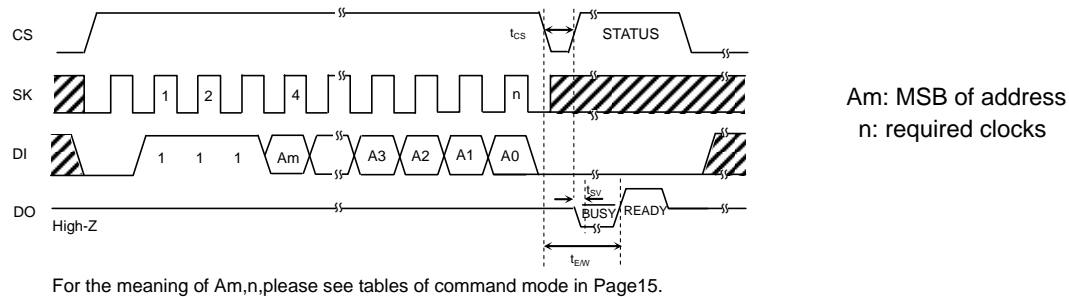 CS
tCS
STATUS
SK
1 2 4 n
Am: MSB of address
n: required clocks
DI
1 1 1 Am A3 A2 A1 A0
tSV
DO
BUSY READY
High-Z
tE/W
For the meaning of Am,n,please see tables of command mode in Page15.